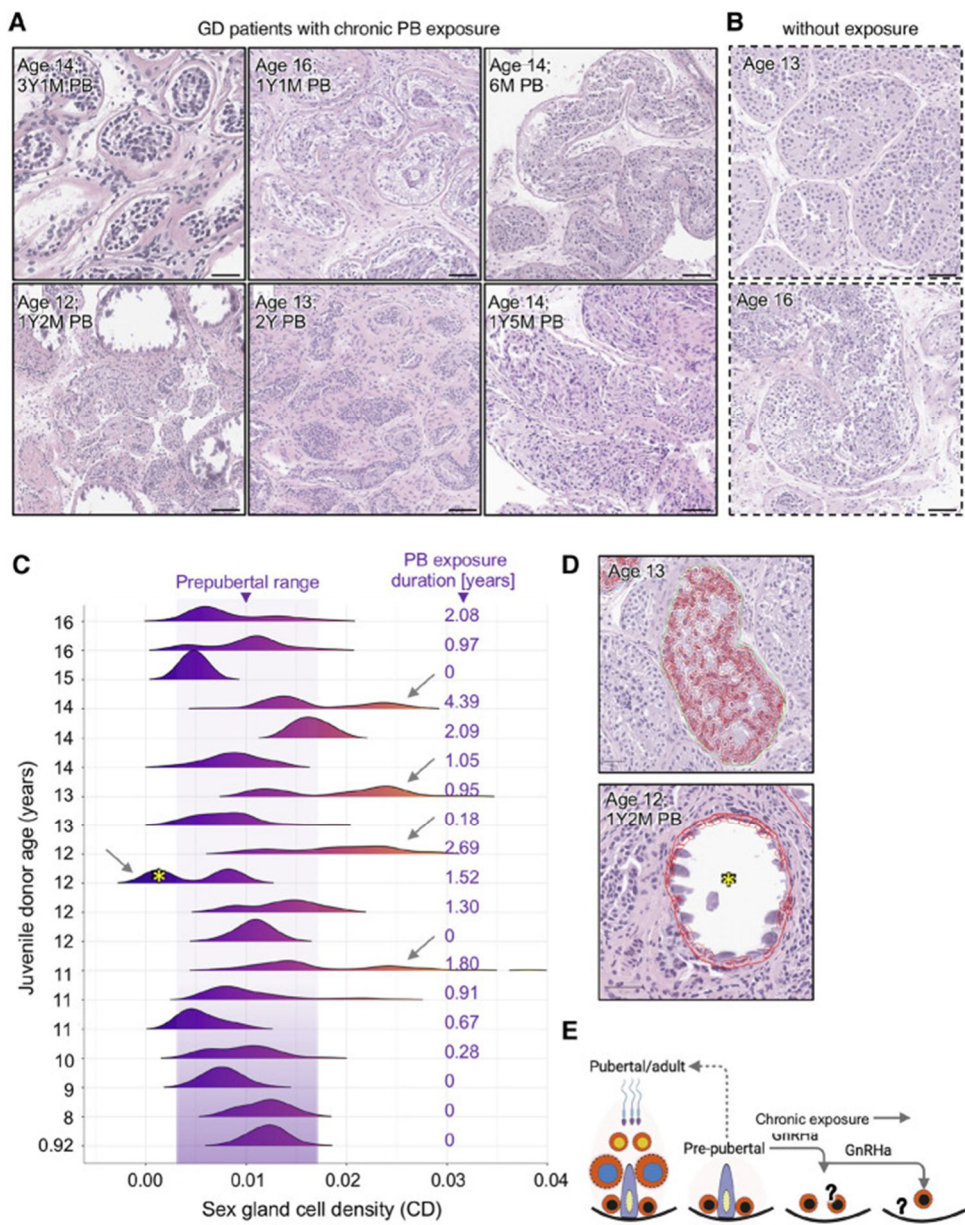 A
GD patients with chronic PB exposure
B
without exposure
Age 14;
3Y1M PB
Age 16;
1Y1M PB
Age 14;
6M PB
Age 13
Age 12;
1Y2M PB
Age 13;
2Y PB
Age 14;
1Y5M PB
Age 16
C
Prepubertal range
PB exposure
duration [years]
Juvenile donor age (years)
16 2.08
16 0.97
15 0
14 4.39
14 2.09
14 1.05
13 0.95
13 0.18
12 2.69
12 * 1.52
12 1.30
12 0
11 1.80
11 0.91
11 0.67
10 0.28
9 0
8 0
0.92 0
0.00 0.01 0.02 0.03 0.04
Sex gland cell density (CD)
D
Age 13
Age 12;
1Y2M PB
*
E
Pubertal/adult
Chronic exposure
Pre-pubertal
GnRHa
GnRHa
?
?